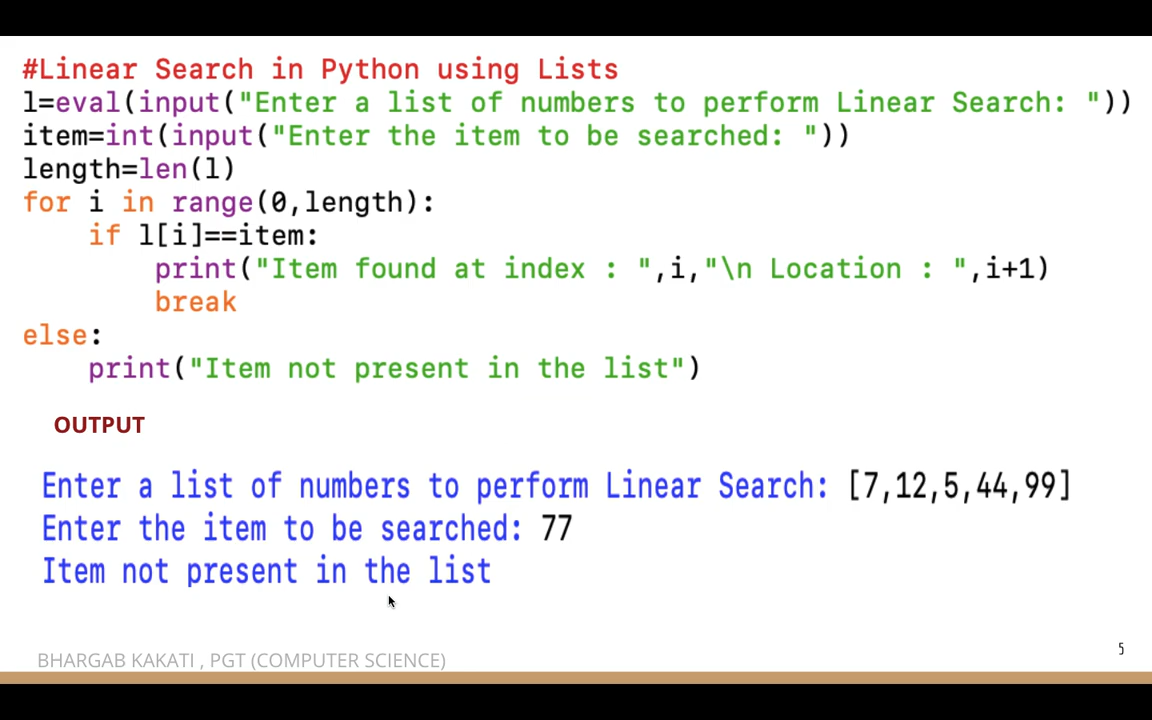 #Linear Search in Python using Lists
l=eval(input("Enter a list of numbers to perform Linear Search: "))
item=int(input("Enter the item to be searched: "))
length=len(l)
for i in range(0,length):
    if l[i]==item:
        print("Item found at index : ",i,"\n Location : ",i+1)
        break
else:
    print("Item not present in the list")
OUTPUT
Enter a list of numbers to perform Linear Search: [7,12,5,44,99]
Enter the item to be searched: 77
Item not present in the list
BHARGAB KAKATI , PGT (COMPUTER SCIENCE)
5